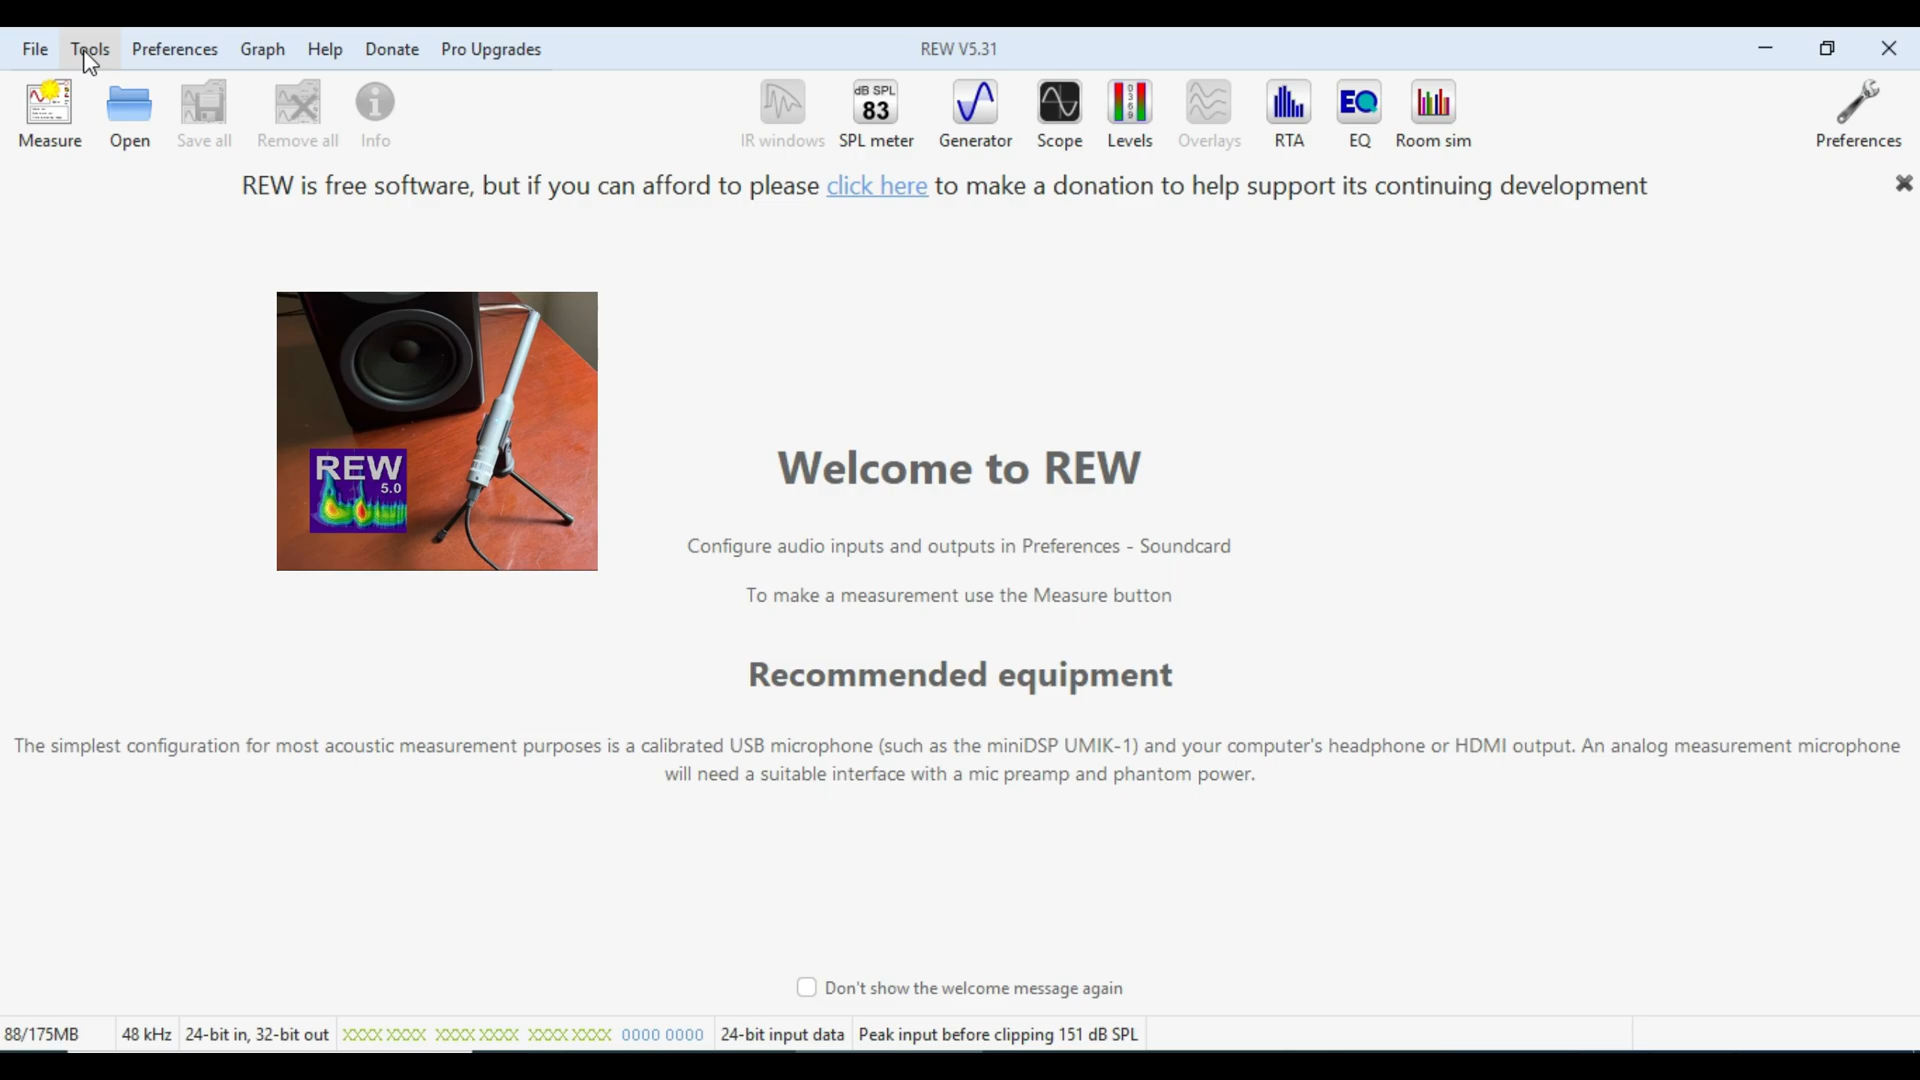 File Tools Preferences Graph Help Donate Pro Upgrades REW V5.31
dB SPL
83
0 3 6 9
EQ
Measure Open Save all Remove all Info IR windows SPL meter Generator Scope Levels Overlays RTA EQ Room sim Preferences
REW is free software, but if you can afford to please click here to make a donation to help support its continuing development
REW
5.0
Welcome to REW
Configure audio inputs and outputs in Preferences - Soundcard
To make a measurement use the Measure button
Recommended equipment
The simplest configuration for most acoustic measurement purposes is a calibrated USB microphone (such as the miniDSP UMIK-1) and your computer's headphone or HDMI output. An analog measurement microphone
will need a suitable interface with a mic preamp and phantom power.
Don't show the welcome message again
88/175MB 48 kHz 24-bit in, 32-bit out XXXX XXXX XXXX XXXX XXXX XXXX 0000 0000 24-bit input data Peak input before clipping 151 dB SPL